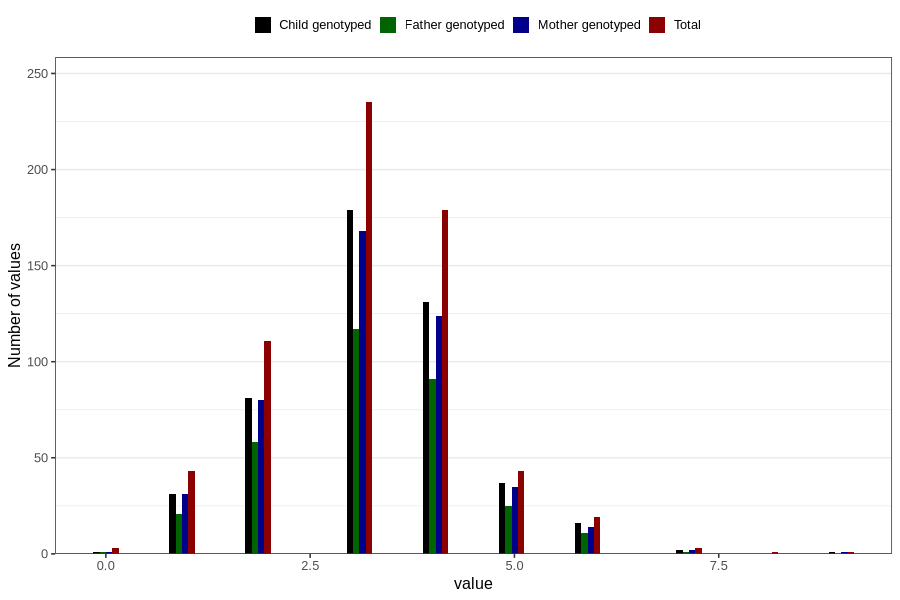 Child genotyped Father genotyped Mother genotyped Total
Number of values
250
200
150
100
50
0
0.0 2.5 5.0 7.5
value